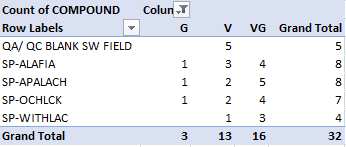 Count of COMPOUND Colum
Row Labels G V VG Grand Total
QA/ QC BLANK SW FIELD 5 5
SP-ALAFIA 1 3 4 8
SP-APALACH 1 2 5 8
SP-OCHLCK 1 2 4 7
SP-WITHLAC 1 3 4
Grand Total 3 13 16 32